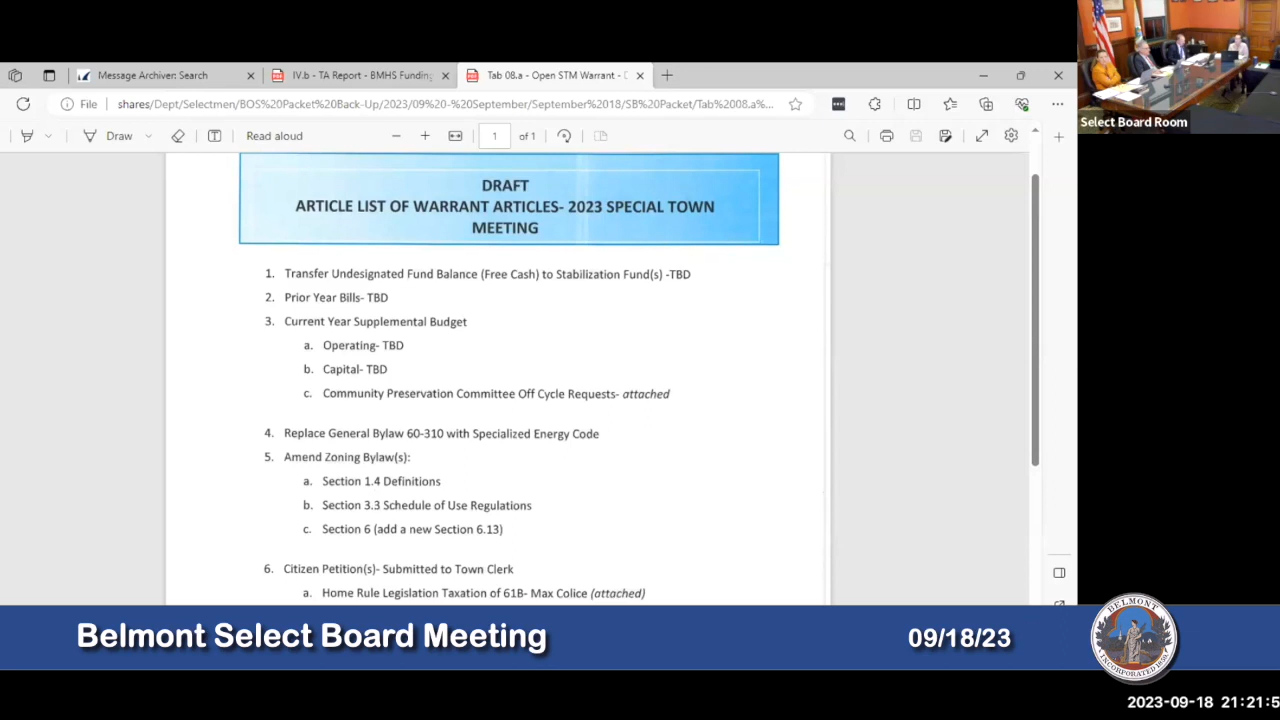 Message Archiver: Search
IV.b - TA Report - BMHS Funding
Tab 08.a - Open STM Warrant -
File
shares/Dept/Selectmen/BOS%20Packet%20Back-Up/2023/09%20-%20September/September%2018/SB%20Packet/Tab%2008.a%...
Draw
Read aloud
1
of 1
Select Board Room
DRAFT
ARTICLE LIST OF WARRANT ARTICLES- 2023 SPECIAL TOWN
MEETING
1. Transfer Undesignated Fund Balance (Free Cash) to Stabilization Fund(s) -TBD
2. Prior Year Bills- TBD
3. Current Year Supplemental Budget
a. Operating- TBD
b. Capital- TBD
c. Community Preservation Committee Off Cycle Requests- attached
4. Replace General Bylaw 60-310 with Specialized Energy Code
5. Amend Zoning Bylaw(s):
a. Section 1.4 Definitions
b. Section 3.3 Schedule of Use Regulations
c. Section 6 (add a new Section 6.13)
6. Citizen Petition(s)- Submitted to Town Clerk
a. Home Rule Legislation Taxation of 61B- Max Colice (attached)
Belmont Select Board Meeting
09/18/23
BELMONT
INCORPORATED 1859
2023-09-18 21:21:5